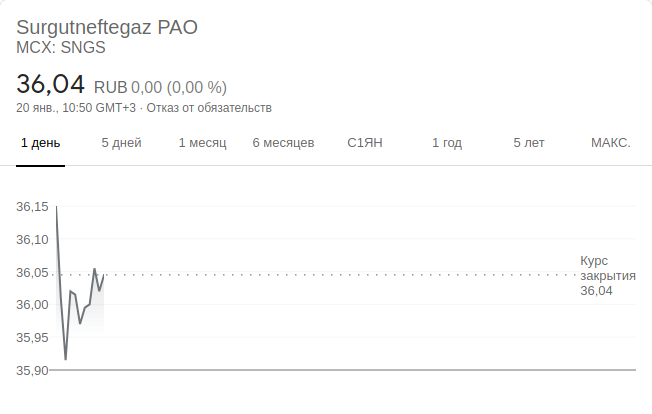 Surgutneftegaz PAO
MCX: SNGS
36,04 RUB 0,00 (0,00 %)
20 янв., 10:50 GMT+3 · Отказ от обязательств
1 день 5 дней 1 месяц 6 месяцев С1ЯН 1 год 5 лет МАКС.
36,15
36,10
36,05
36,00
35,95
35,90
Курс
закрытия
36,04